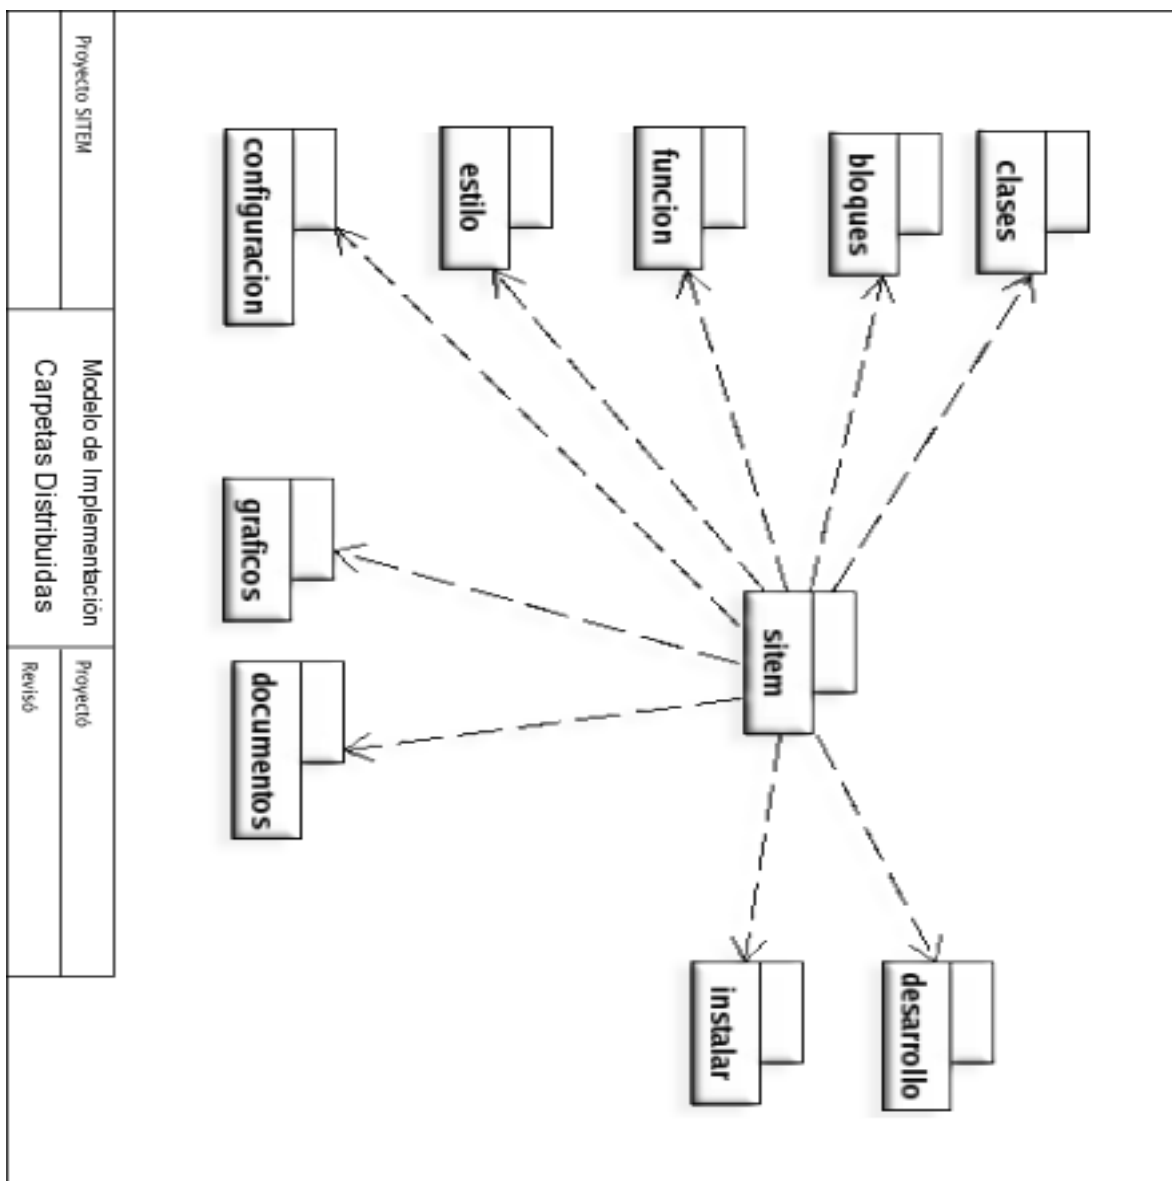 clases
desarrollo
bloques
sitem
instalar
funcion
estilo
configuracion
graficos
documentos
Proyecto SITEM
Modelo de Implementación
Carpetas Distribuidas
Proyectó
Revisó